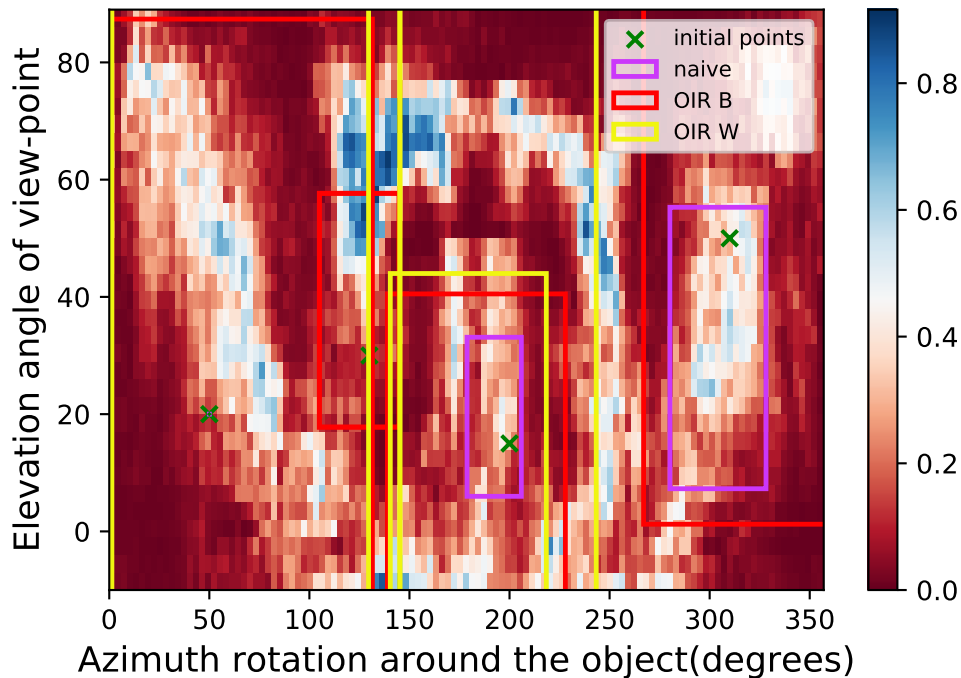 initial points
naive
OIR B
OIR W
80
60
40
20
0
0 50 100 150 200 250 300 350
Azimuth rotation around the object(degrees)
Elevation angle of view-point
0.8
0.6
0.4
0.2
0.0